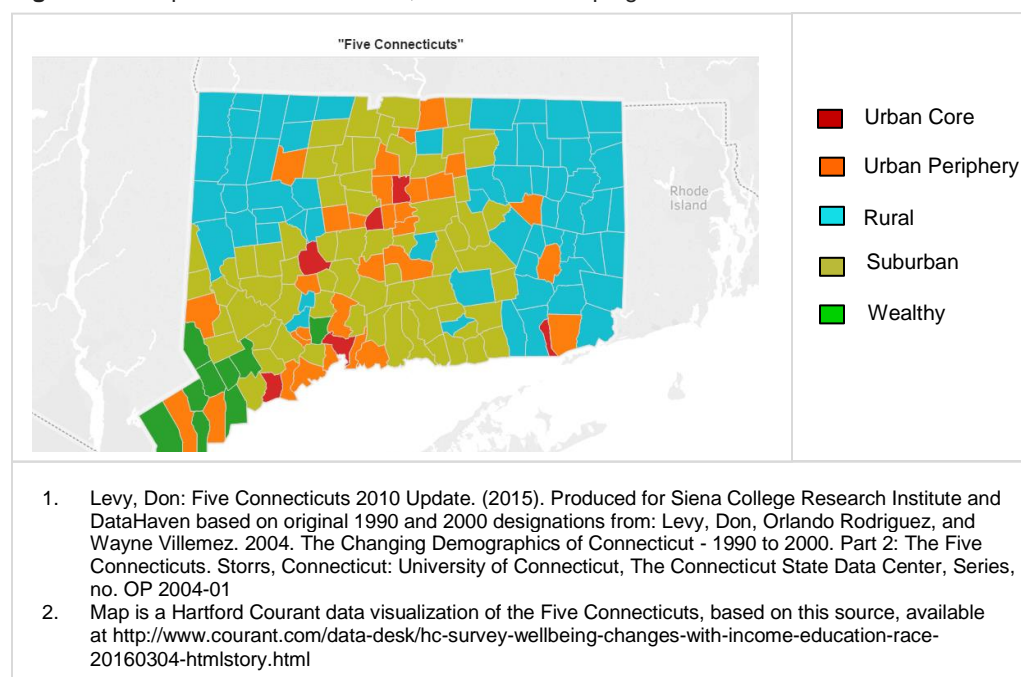 "Five Connecticuts"
Rhode
Island
Urban Core
Urban Periphery
Rural
Suburban
Wealthy
1. Levy, Don: Five Connecticuts 2010 Update. (2015). Produced for Siena College Research Institute and
DataHaven based on original 1990 and 2000 designations from: Levy, Don, Orlando Rodriguez, and
Wayne Villemez. 2004. The Changing Demographics of Connecticut - 1990 to 2000. Part 2: The Five
Connecticuts. Storrs, Connecticut: University of Connecticut, The Connecticut State Data Center, Series,
no. OP 2004-01
2. Map is a Hartford Courant data visualization of the Five Connecticuts, based on this source, available
at http://www.courant.com/data-desk/hc-survey-wellbeing-changes-with-income-education-race-
20160304-htmlstory.html